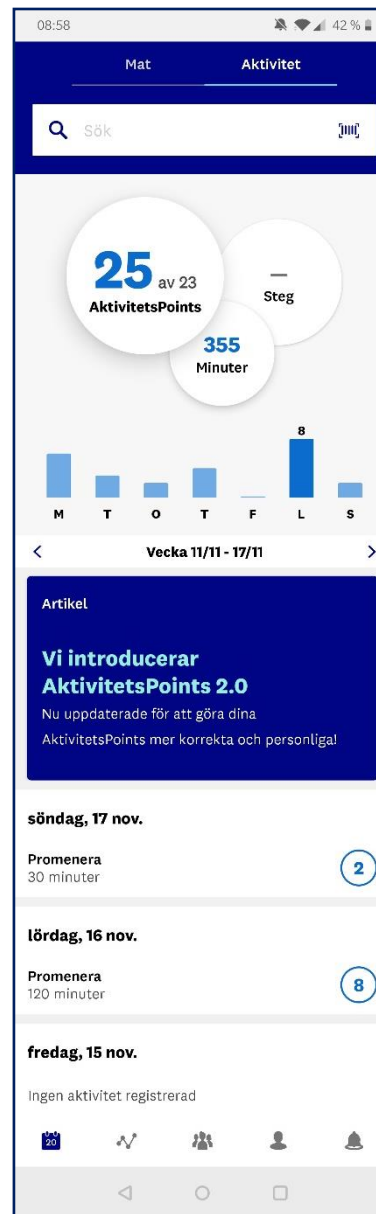 08:58
42 %
Mat
Aktivitet
Sök
25 av 23
AktivitetsPoints
–
Steg
355
Minuter
8
M T O T F L S
< Vecka 11/11 - 17/11 >
Artikel
Vi introducerar
AktivitetsPoints 2.0
Nu uppdaterade för att göra dina
AktivitetsPoints mer korrekta och personliga!
söndag, 17 nov.
Promenera
30 minuter
2
lördag, 16 nov.
Promenera
120 minuter
8
fredag, 15 nov.
Ingen aktivitet registrerad
20